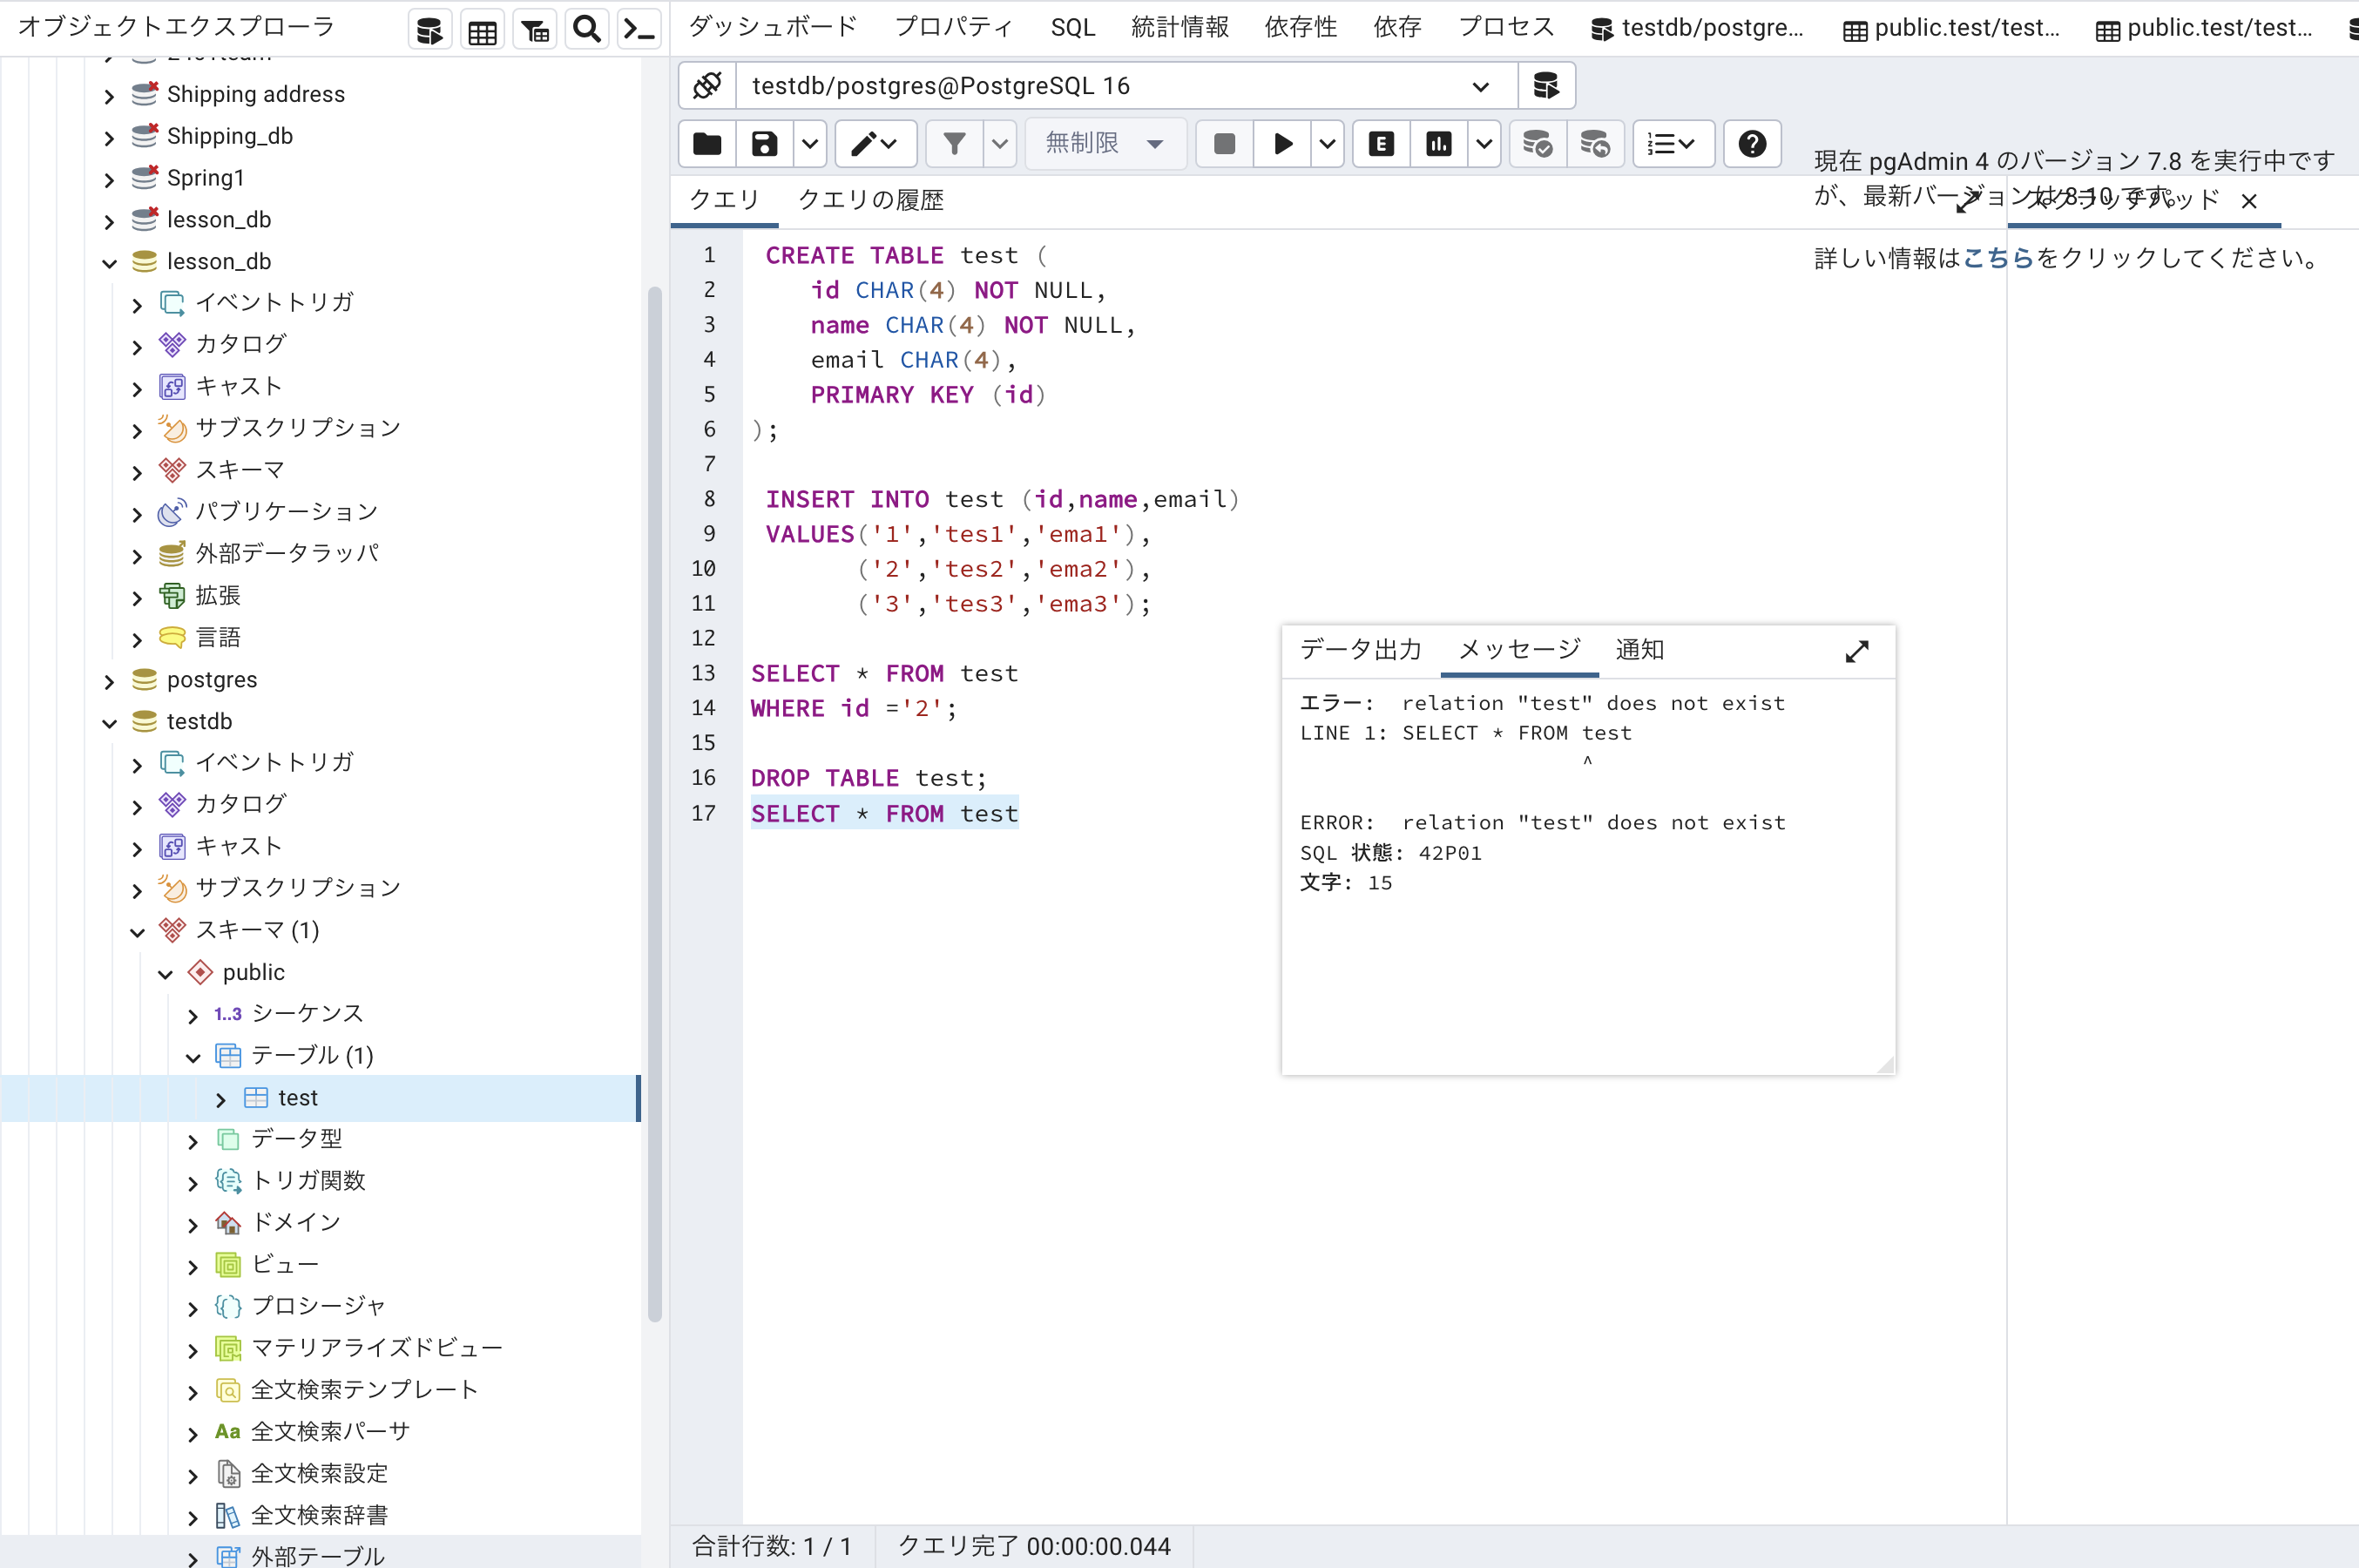 オブジェクトエクスプローラ
ダッシュボード プロパティ SQL 統計情報 依存性 依存 プロセス testdb/postgre... public.test/test... public.test/test...
Shipping address
Shipping_db
Spring1
lesson_db
lesson_db
イベントトリガ
カタログ
キャスト
サブスクリプション
スキーマ
パブリケーション
外部データラッパ
拡張
言語
postgres
testdb
イベントトリガ
カタログ
キャスト
サブスクリプション
スキーマ (1)
public
1..3 シーケンス
テーブル (1)
test
データ型
トリガ関数
ドメイン
ビュー
プロシージャ
マテリアライズドビュー
全文検索テンプレート
Aa 全文検索パーサ
全文検索設定
全文検索辞書
外部テーブル
testdb/postgres@PostgreSQL 16
無制限
E
現在 pgAdmin 4 のバージョン 7.8 を実行中です
が、最新バージョンは 8.10 です。
詳しい情報はこちらをクリックしてください。
クエリ クエリの履歴
スクラッチパッド
1 CREATE TABLE test (
2 id CHAR(4) NOT NULL,
3 name CHAR(4) NOT NULL,
4 email CHAR(4),
5 PRIMARY KEY (id)
6 );
7
8 INSERT INTO test (id,name,email)
9 VALUES('1','tes1','ema1'),
10 ('2','tes2','ema2'),
11 ('3','tes3','ema3');
12
13 SELECT * FROM test
14 WHERE id ='2';
15
16 DROP TABLE test;
17 SELECT * FROM test
データ出力 メッセージ 通知
エラー: relation "test" does not exist
LINE 1: SELECT * FROM test
^
ERROR: relation "test" does not exist
SQL 状態: 42P01
文字: 15
合計行数: 1 / 1 クエリ完了 00:00:00.044